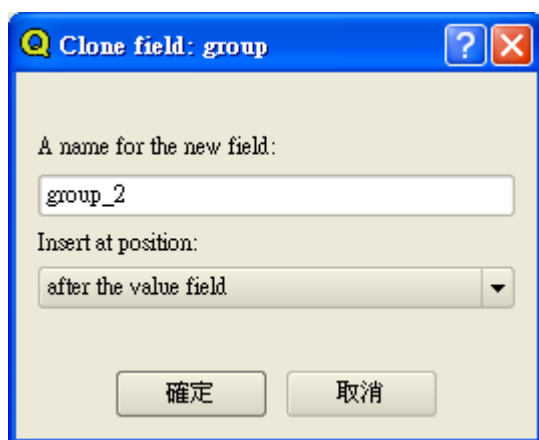 Clone field: group
A name for the new field:
group_2
Insert at position:
after the value field
確定 取消